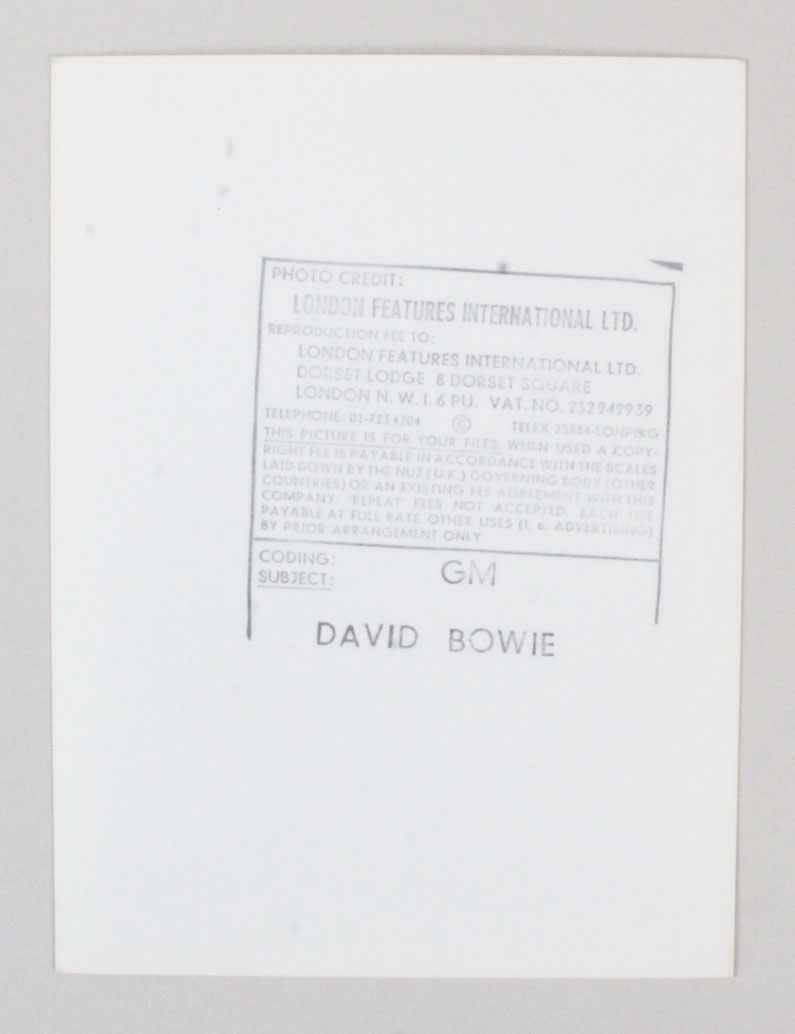 PHOTO CREDIT:
LONDON FEATURES INTERNATIONAL LTD.
REPRODUCTION FEE TO:
LONDON FEATURES INTERNATIONAL LTD.
DORSET LODGE 8 DORSET SQUARE
LONDON N. W. I. 6 PU. VAT. NO. 232949939
TELEPHONE: 01-723 4204 © TELEX 25884-LONPIKG
THIS PICTURE IS FOR YOUR FILES. WHEN USED A COPY-
RIGHT FEE IS PAYABLE IN ACCORDANCE WITH THE SCALES
LAID DOWN BY THE NUJ (U.K.) GOVERNING BODY (OTHER
COUNTRIES) OR AN EXISTING FEE AGREEMENT WITH THIS
COMPANY. 'REPEAT' FEES NOT ACCEPTED. EACH USE
PAYABLE AT FULL RATE. OTHER USES (I. e. ADVERTISING)
BY PRIOR ARRANGEMENT ONLY.
CODING: GM
SUBJECT:
DAVID BOWIE